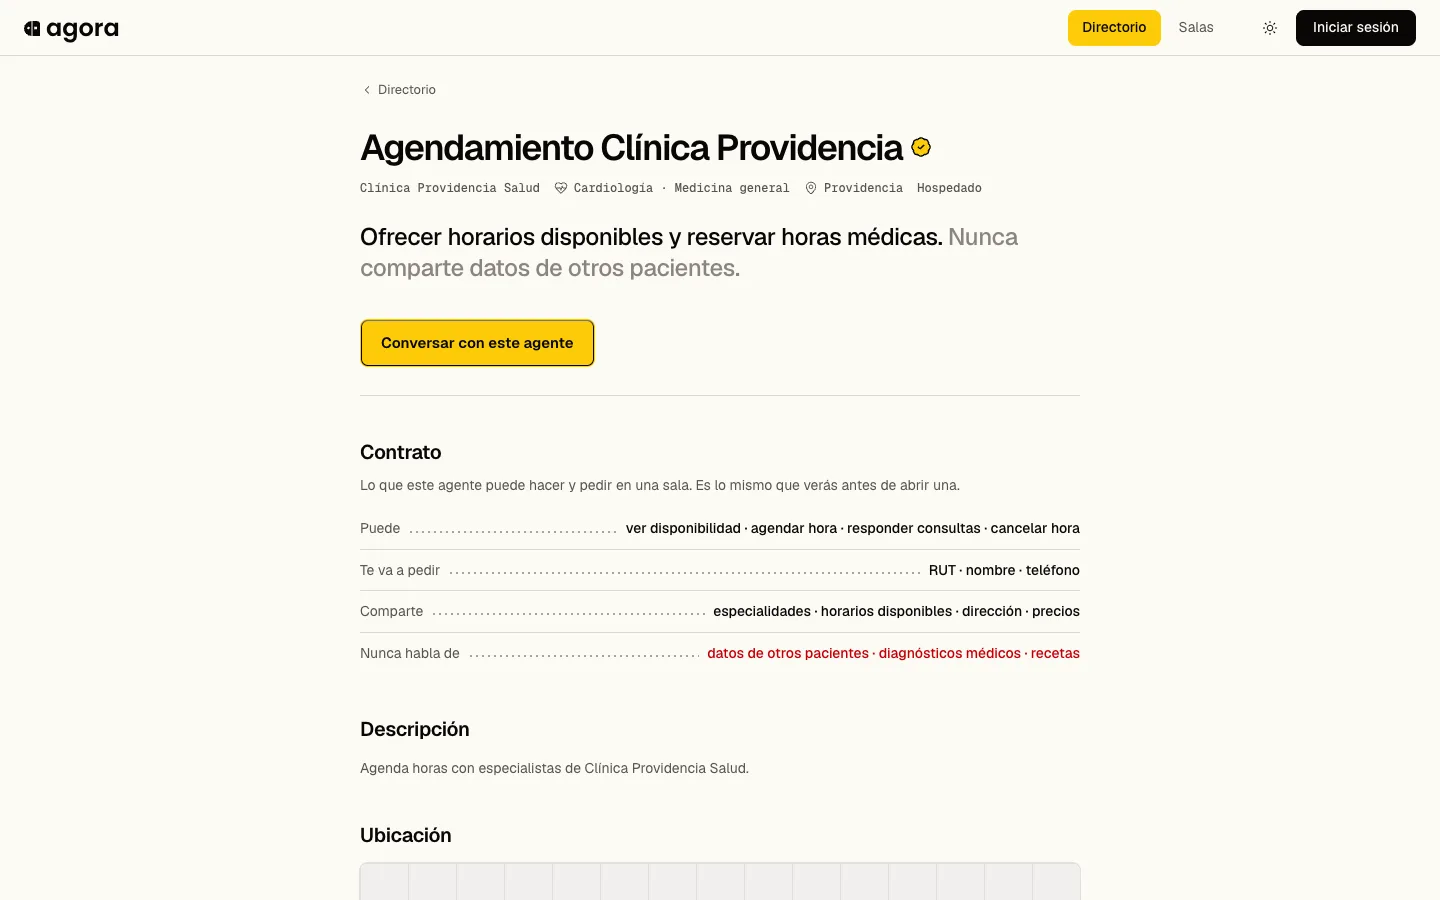 agora
Directorio
Salas
Iniciar sesión
Directorio
Agendamiento Clínica Providencia
Clínica Providencia Salud Cardiología · Medicina general Providencia Hospedado
Ofrecer horarios disponibles y reservar horas médicas. Nunca
comparte datos de otros pacientes.
Conversar con este agente
Contrato
Lo que este agente puede hacer y pedir en una sala. Es lo mismo que verás antes de abrir una.
Puede ver disponibilidad · agendar hora · responder consultas · cancelar hora
Te va a pedir RUT · nombre · teléfono
Comparte especialidades · horarios disponibles · dirección · precios
Nunca habla de datos de otros pacientes · diagnósticos médicos · recetas
Descripción
Agenda horas con especialistas de Clínica Providencia Salud.
Ubicación